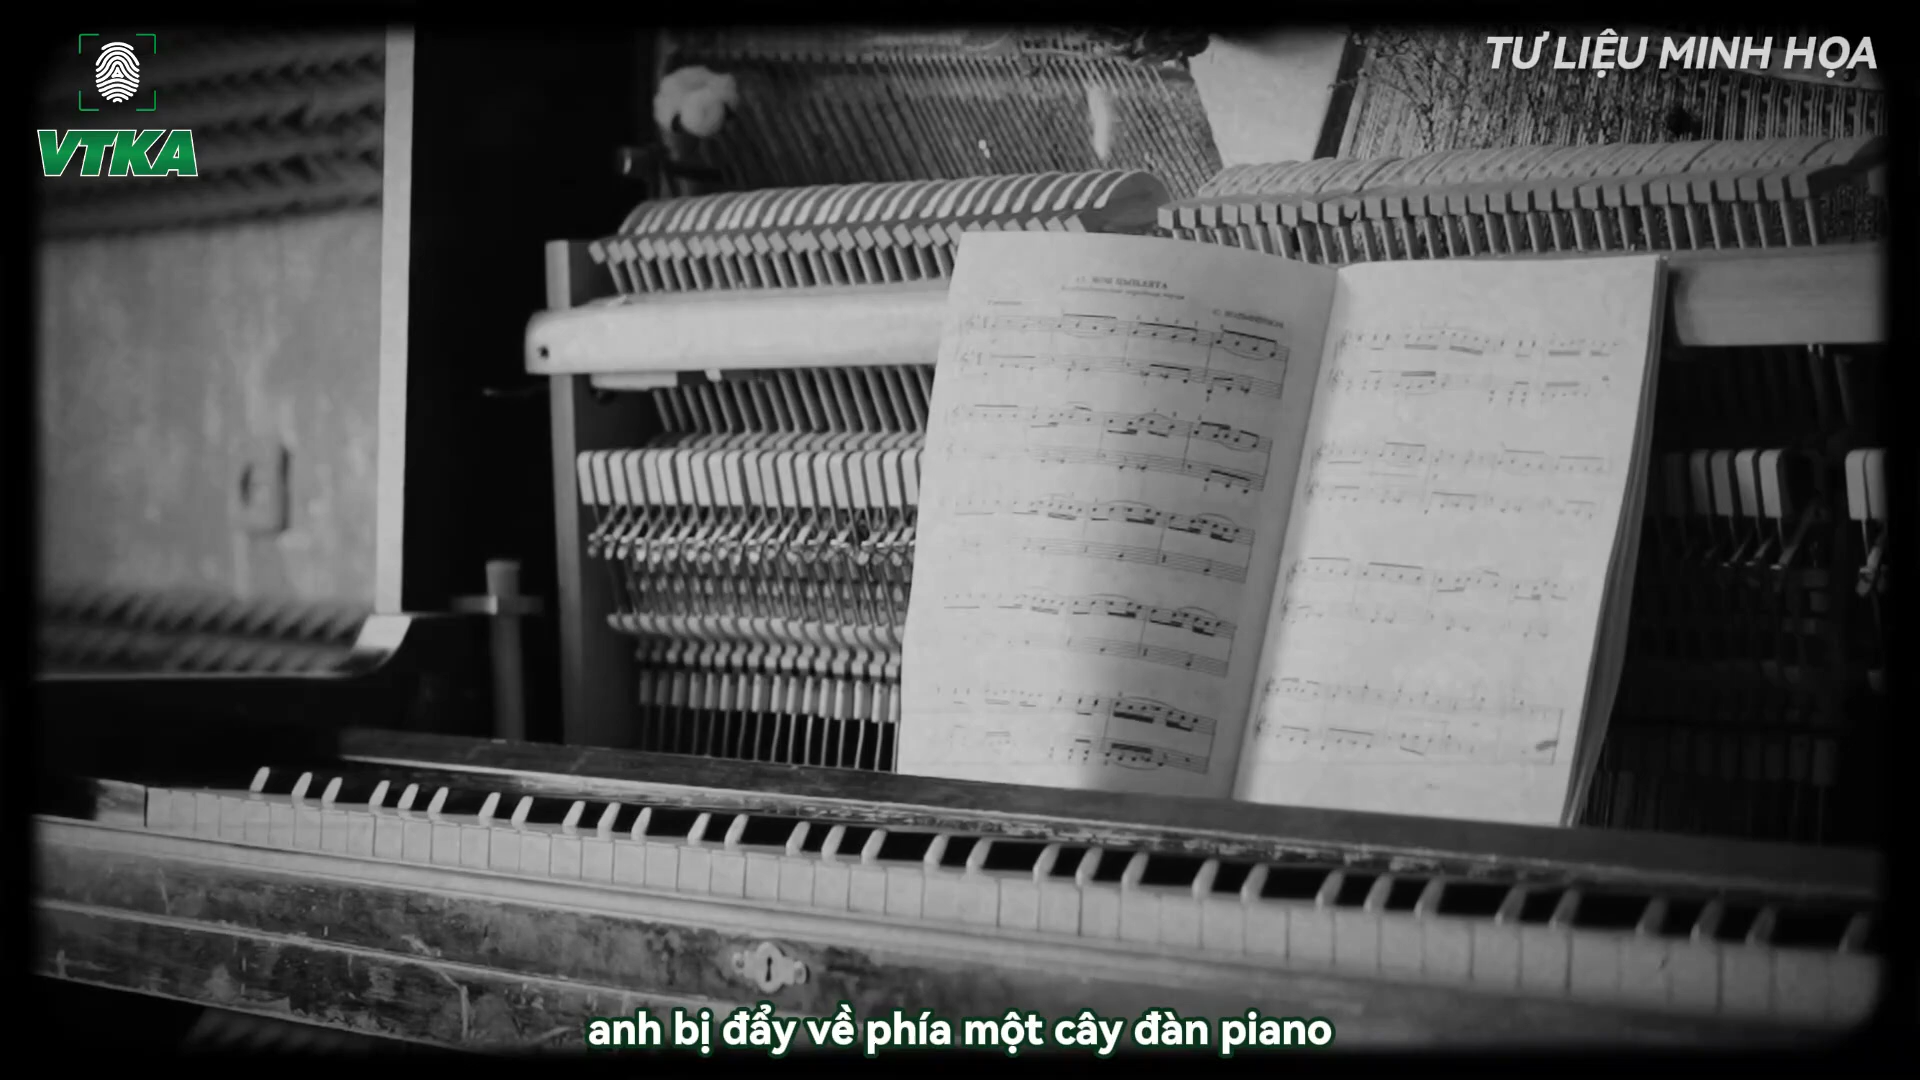 VTKA
TƯ LIỆU MINH HỌA
anh bị đẩy về phía một cây đàn piano